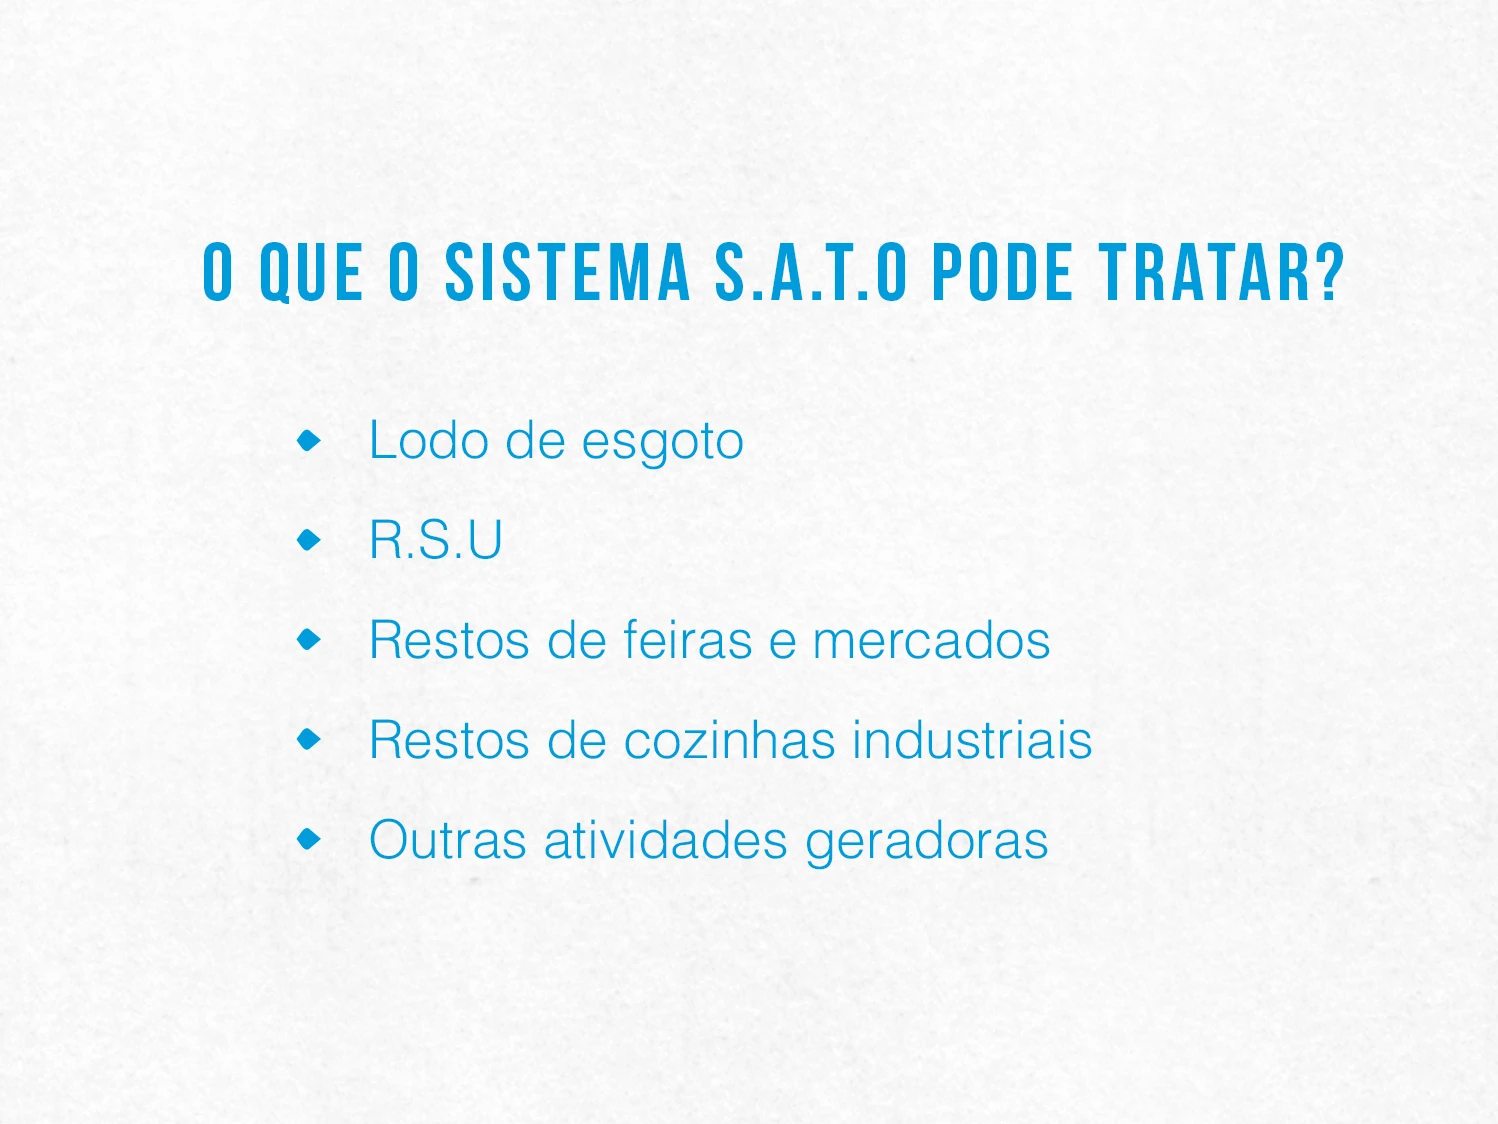 O QUE O SISTEMA S.A.T.O PODE TRATAR?
Lodo de esgoto
R.S.U
Restos de feiras e mercados
Restos de cozinhas industriais
Outras atividades geradoras